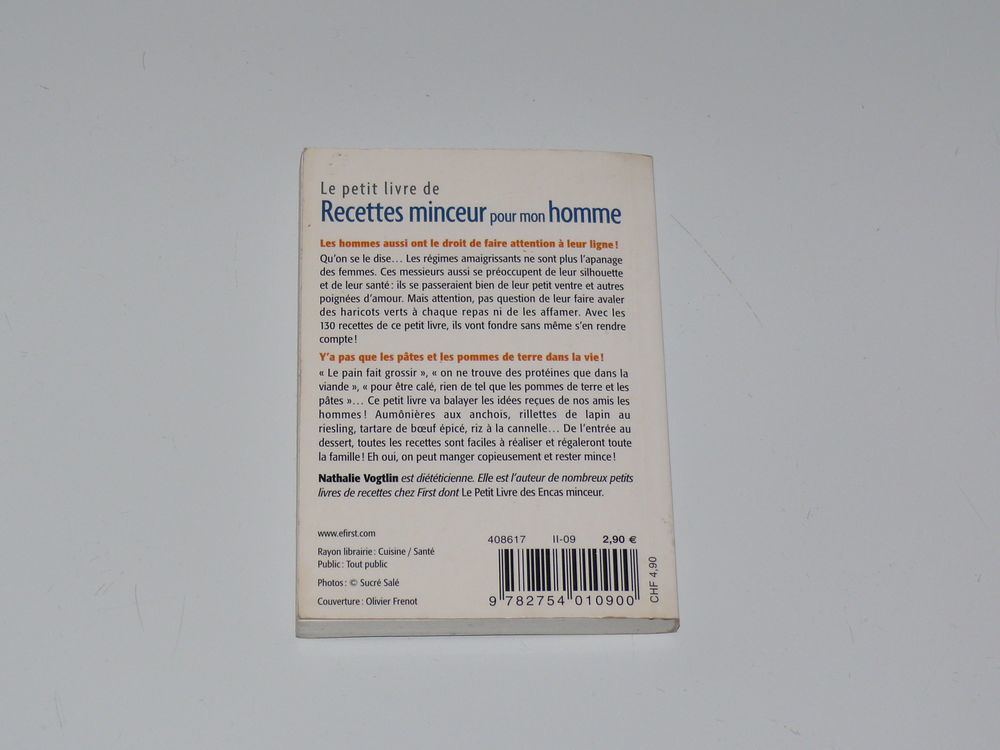 Le petit livre de
Recettes minceur pour mon homme
Les hommes aussi ont le droit de faire attention à leur ligne !
Qu'on se le dise... Les régimes amaigrissants ne sont plus l'apanage
des femmes. Ces messieurs aussi se préoccupent de leur silhouette
et de leur santé : ils se passeraient bien de leur petit ventre et autres
poignées d'amour. Mais attention, pas question de leur faire avaler
des haricots verts à chaque repas ni de les affamer. Avec les
130 recettes de ce petit livre, ils vont fondre sans même s'en rendre
compte !
Y'a pas que les pâtes et les pommes de terre dans la vie !
« Le pain fait grossir », « on ne trouve des protéines que dans la
viande », « pour être calé, rien de tel que les pommes de terre et les
pâtes »... Ce petit livre va balayer les idées reçues de nos amis les
hommes ! Aumônières aux anchois, rillettes de lapin au
riesling, tartare de bœuf épicé, riz à la cannelle... De l'entrée au
dessert, toutes les recettes sont faciles à réaliser et régaleront toute
la famille ! Eh oui, on peut manger copieusement et rester mince !
Nathalie Vogtlin est diététicienne. Elle est l'auteur de nombreux petits
livres de recettes chez First dont Le Petit Livre des Encas minceur.
www.efirst.com
Rayon librairie : Cuisine / Santé
Public : Tout public
Photos : © Sucré Salé
Couverture : Olivier Frenot
408617 II-09 2,90 €
9 782754 010900
CHF 4,90